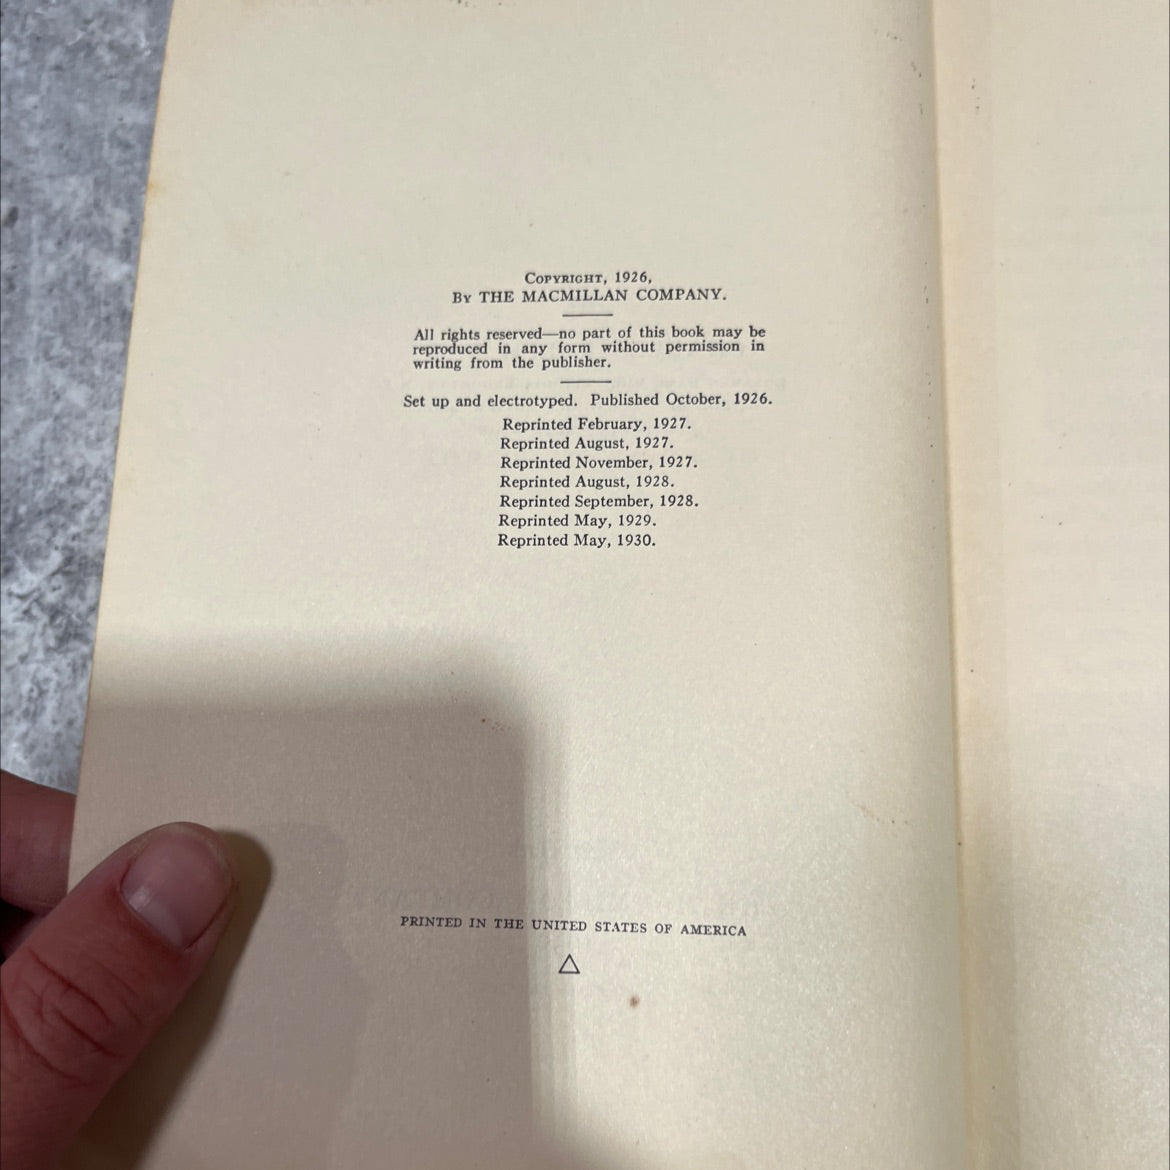 COPYRIGHT, 1926,
BY THE MACMILLAN COMPANY.
All rights reserved—no part of this book may be
reproduced in any form without permission in
writing from the publisher.
Set up and electrotyped. Published October, 1926.
Reprinted February, 1927.
Reprinted August, 1927.
Reprinted November, 1927.
Reprinted August, 1928.
Reprinted September, 1928.
Reprinted May, 1929.
Reprinted May, 1930.
PRINTED IN THE UNITED STATES OF AMERICA